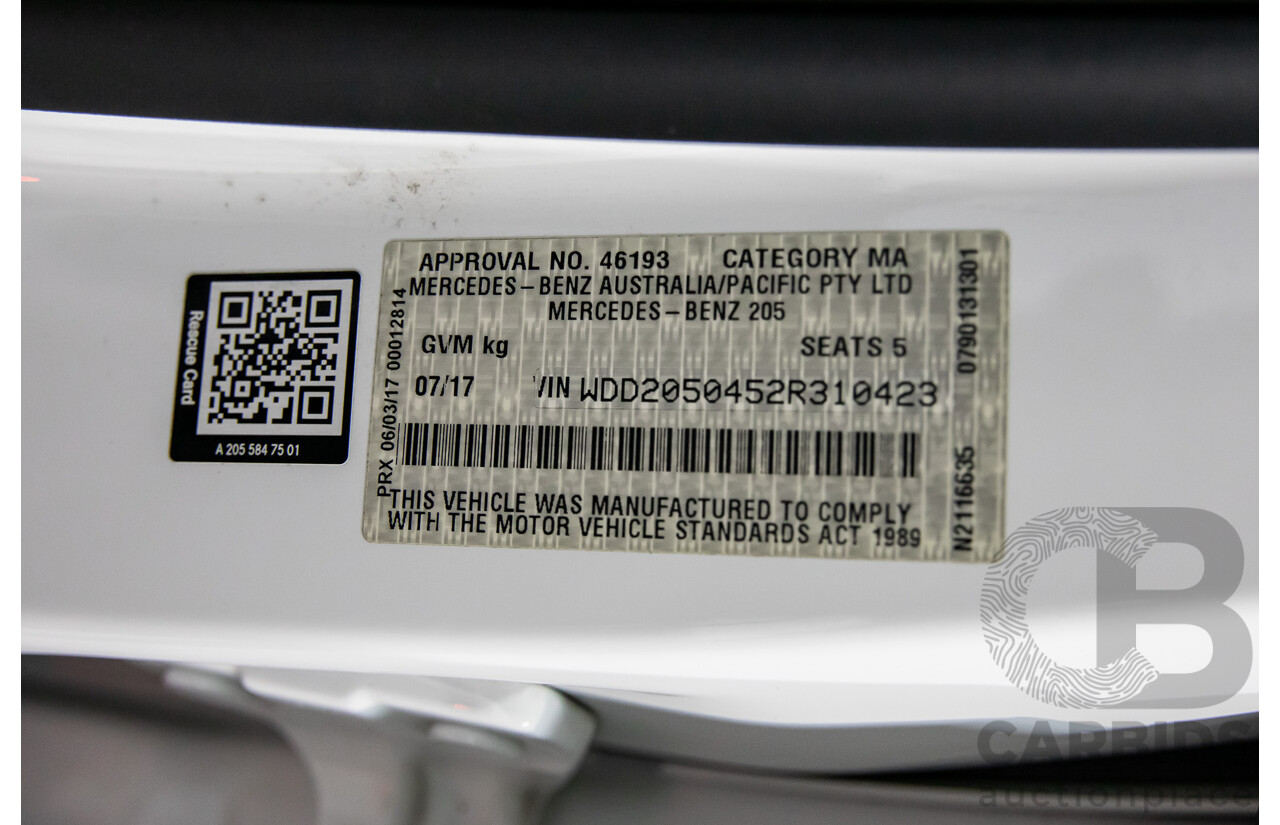 Rescue Card
A 205 584 75 01
APPROVAL NO. 46193 CATEGORY MA
MERCEDES-BENZ AUSTRALIA/PACIFIC PTY LTD
MERCEDES-BENZ 205
GVM kg SEATS 5
07/17 VIN WDD2050452R310423
THIS VEHICLE WAS MANUFACTURED TO COMPLY
WITH THE MOTOR VEHICLE STANDARDS ACT 1989
PRX 06/03/17 00012814
N2116635 0790131301
CB
CARBIDS
auctionplace